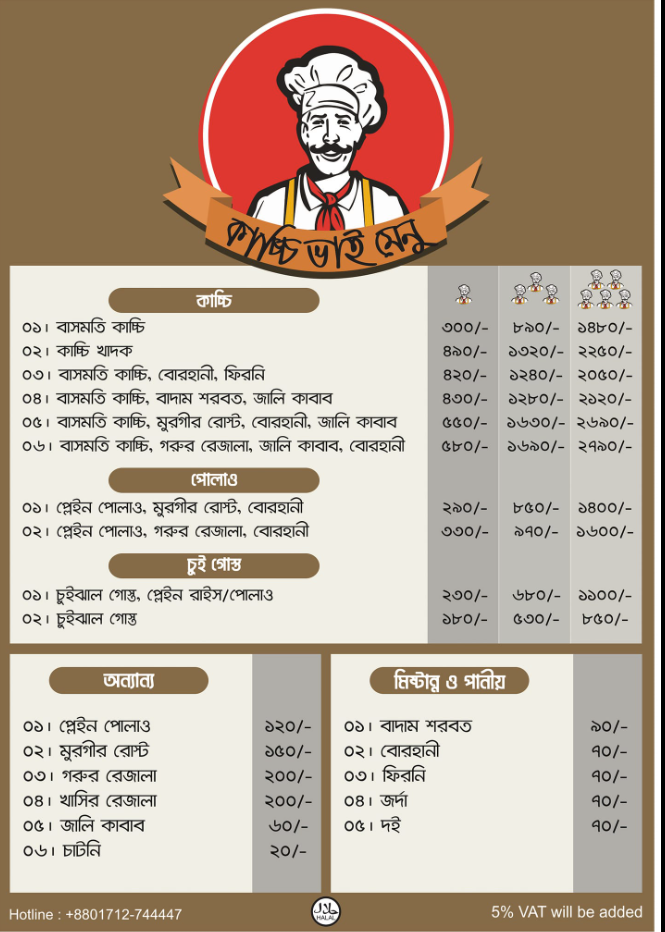 কাচ্চি ভাই মেনু
কাচ্চি
০১। বাসমতি কাচ্চি ৩০০/- ৮৯০/- ১৪৮০/-
০২। কাচ্চি খাদক ৪৯০/- ১৩২০/- ২২৫০/-
০৩। বাসমতি কাচ্চি, বোরহানী, ফিরনি ৪২০/- ১২৪০/- ২০৫০/-
০৪। বাসমতি কাচ্চি, বাদাম শরবত, জালি কাবাব ৪৩০/- ১২৮০/- ২১২০/-
০৫। বাসমতি কাচ্চি, মুরগীর রোস্ট, বোরহানী, জালি কাবাব ৫৫০/- ১৬৩০/- ২৬৯০/-
০৬। বাসমতি কাচ্চি, গরুর রেজালা, জালি কাবাব, বোরহানী ৫৮০/- ১৬৯০/- ২৭৯০/-
পোলাও
০১। প্লেইন পোলাও, মুরগীর রোস্ট, বোরহানী ২৯০/- ৮৫০/- ১৪০০/-
০২। প্লেইন পোলাও, গরুর রেজালা, বোরহানী ৩৩০/- ৯৭০/- ১৬০০/-
চুই গোস্ত
০১। চুইঝাল গোস্ত, প্লেইন রাইস/পোলাও ২৩০/- ৬৮০/- ১১০০/-
০২। চুইঝাল গোস্ত ১৮০/- ৫৩০/- ৮৫০/-
অন্যান্য
০১। প্লেইন পোলাও ১২০/-
০২। মুরগীর রোস্ট ১৫০/-
০৩। গরুর রেজালা ২০০/-
০৪। খাসির রেজালা ২০০/-
০৫। জালি কাবাব ৬০/-
০৬। চাটনি ২০/-
মিষ্টান্ন ও পানীয়
০১। বাদাম শরবত ৯০/-
০২। বোরহানী ৭০/-
০৩। ফিরনি ৭০/-
০৪। জর্দা ৭০/-
০৫। দই ৭০/-
Hotline : +8801712-744447
حلال
HALAL
5% VAT will be added